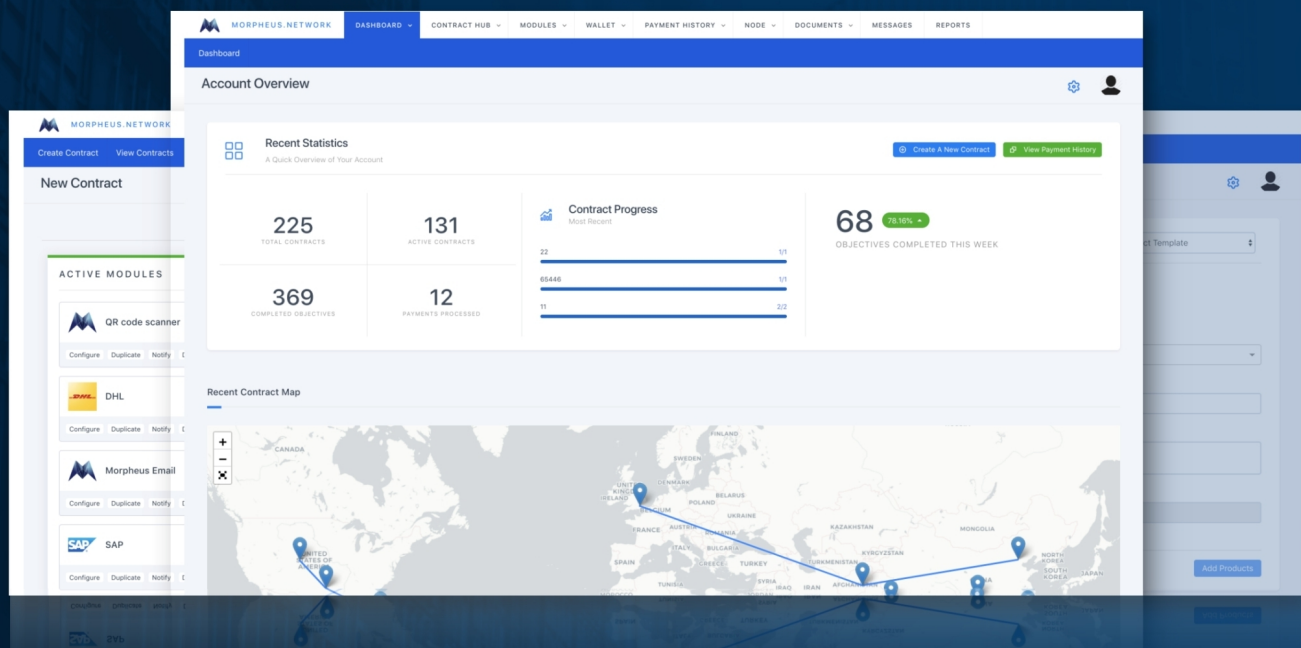 MORPHEUS.NETWORK
DASHBOARD
CONTRACT HUB
MODULES
WALLET
PAYMENT HISTORY
NODE
DOCUMENTS
MESSAGES
REPORTS
Dashboard
Account Overview
Recent Statistics
A Quick Overview of Your Account
Create A New Contract
View Payment History
225
TOTAL CONTRACTS
131
ACTIVE CONTRACTS
369
COMPLETED OBJECTIVES
12
PAYMENTS PROCESSED
Contract Progress
Most Recent
22 1/1
65446 1/1
11 2/2
68 78.16%
OBJECTIVES COMPLETED THIS WEEK
Recent Contract Map
+
−
CANADA
UNITED
STATES OF
AMERICA
FINLAND
SWEDEN
DENMARK
IRELAND
BELGIUM
POLAND
BELARUS
UKRAINE
FRANCE
AUSTRIA
ROMANIA
ITALY
BULGARIA
SPAIN
GREECE
TURKEY
TUNISIA
SYRIA
IRAQ
IRAN
KAZAKHSTAN
KYRGYZSTAN
TURKMENISTAN
MONGOLIA
NORTH
KOREA
SOUTH
KOREA
JAPAN
MORPHEUS.NETWORK
Create Contract
View Contracts
New Contract
ACTIVE MODULES
QR code scanner
Configure Duplicate Notify
DHL
DHL
Configure Duplicate Notify
Morpheus Email
Configure Duplicate Notify
SAP
SAP
Configure Duplicate Notify
Template
Add Products